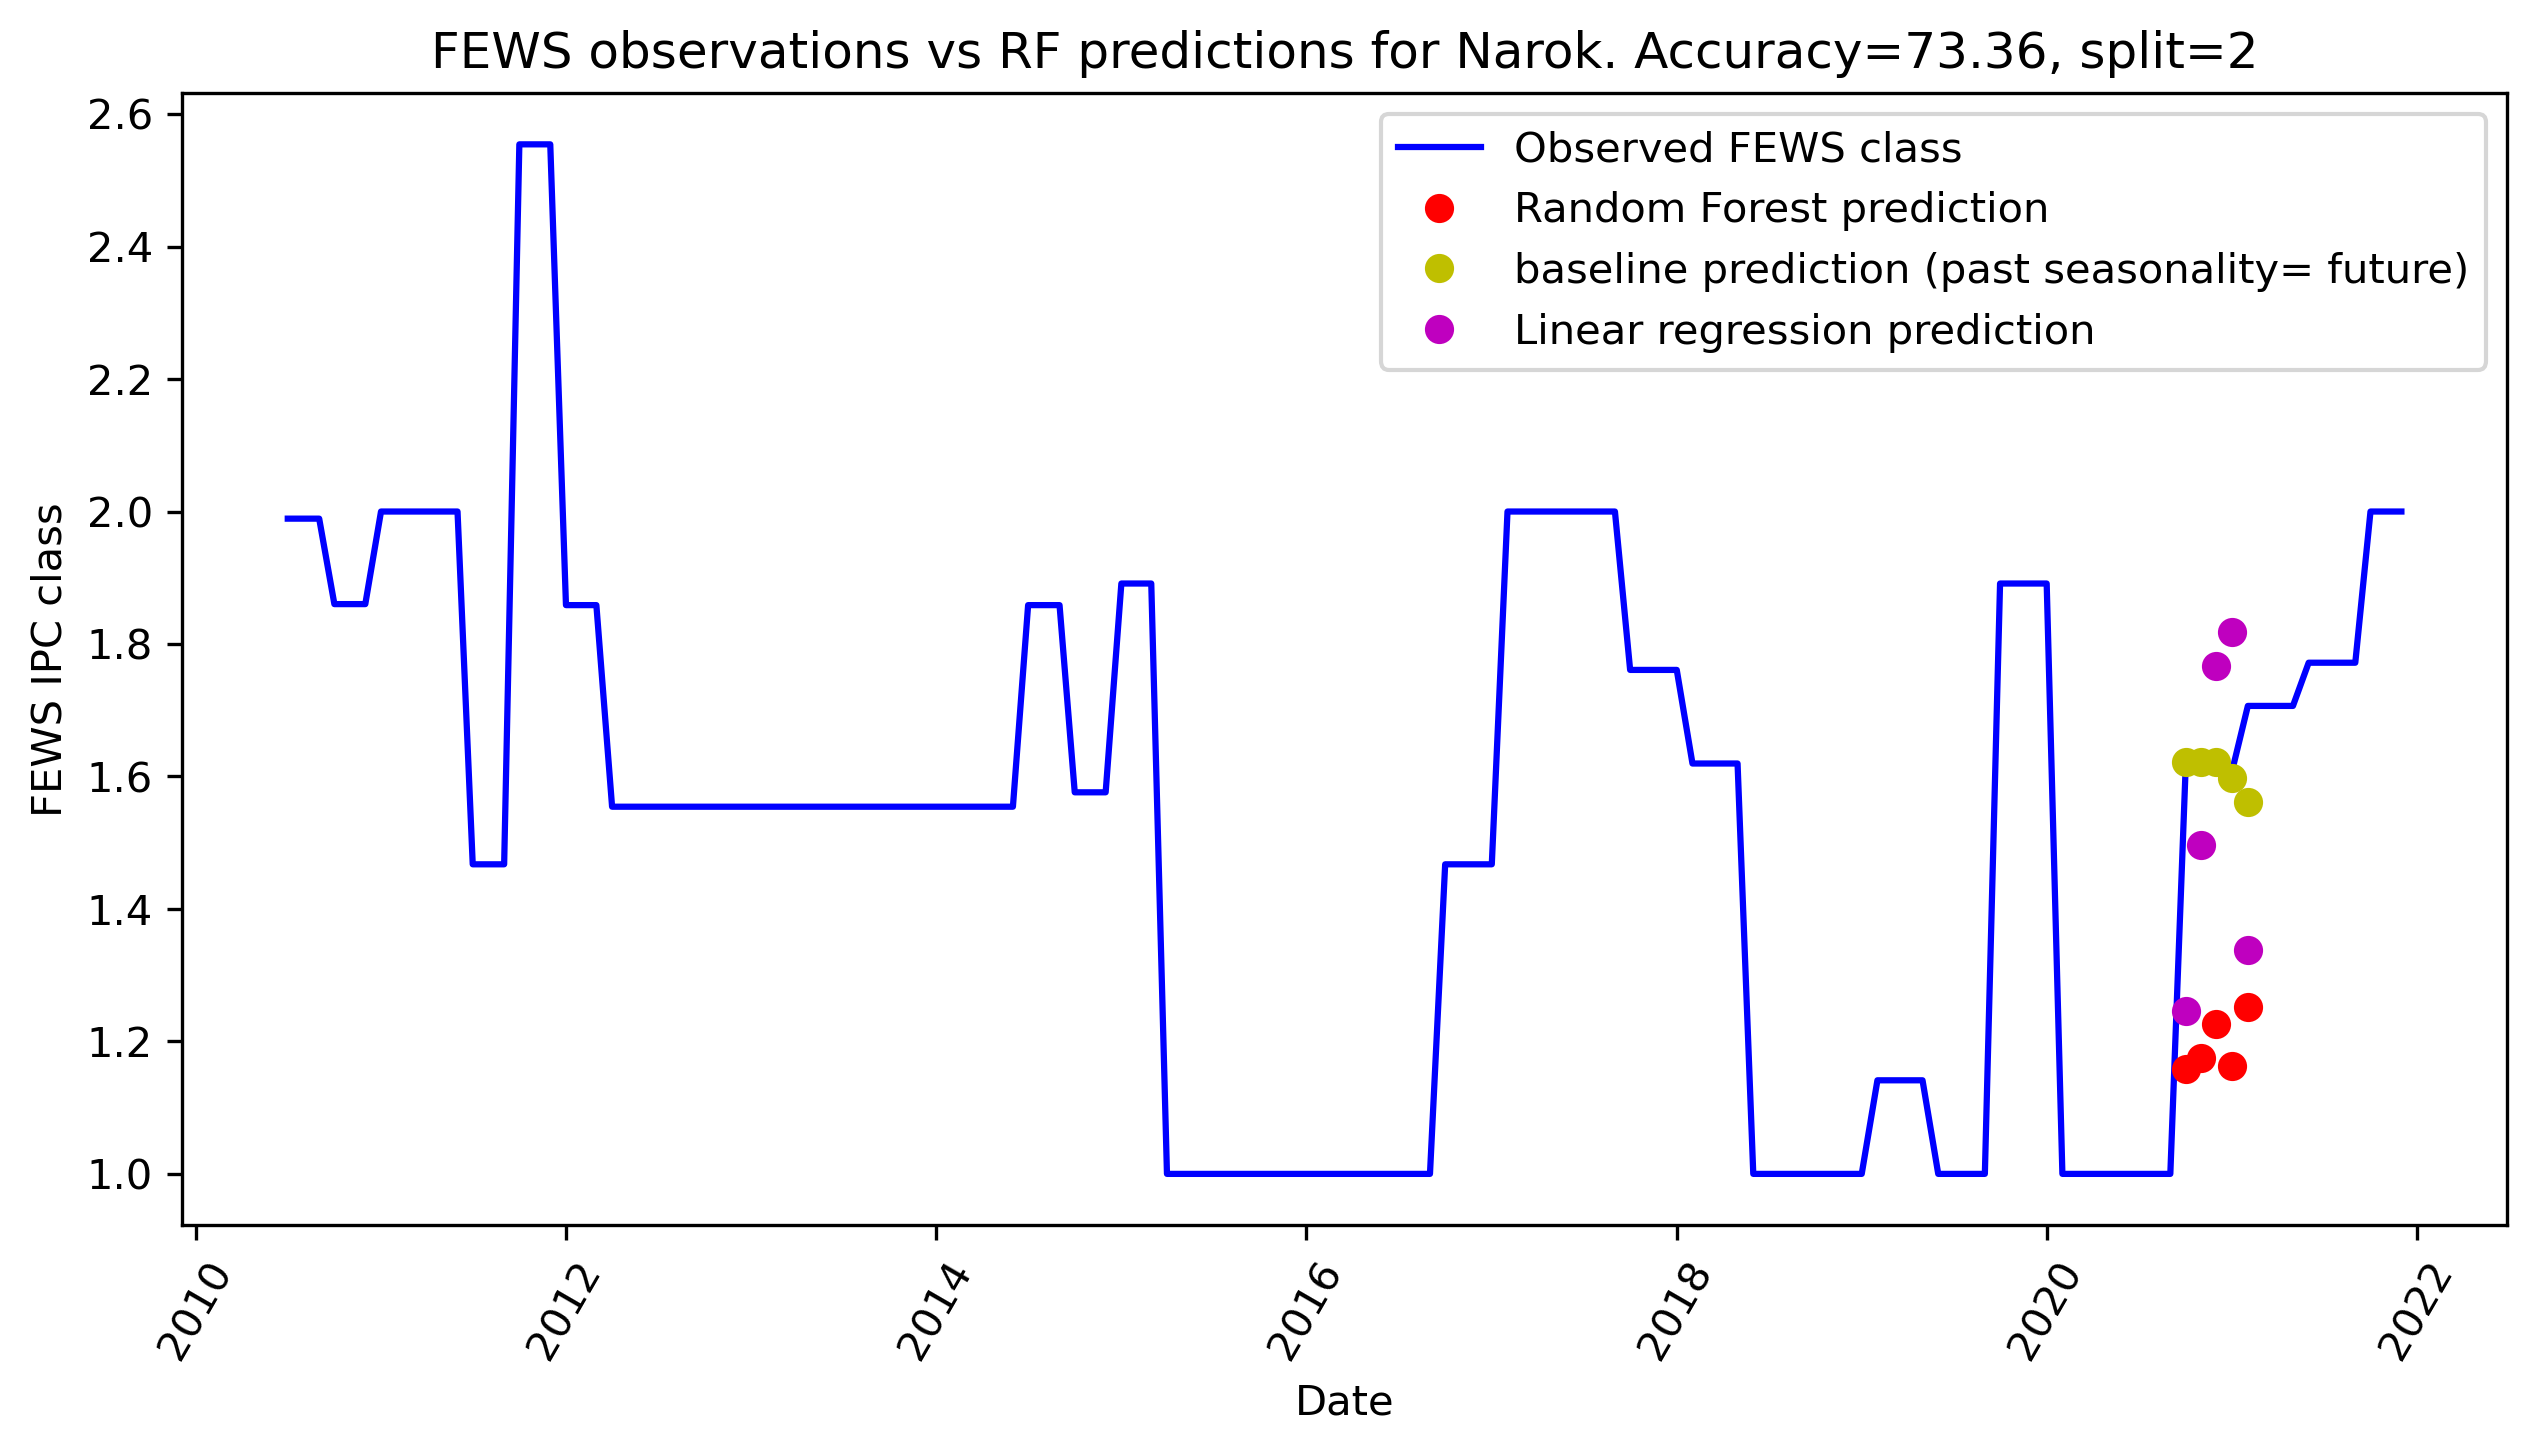 FEWS observations vs RF predictions for Narok. Accuracy=73.36, split=2
Observed FEWS class
Random Forest prediction
baseline prediction (past seasonality= future)
Linear regression prediction
FEWS IPC class
2.6
2.4
2.2
2.0
1.8
1.6
1.4
1.2
1.0
2010
2012
2014
2016
2018
2020
2022
Date